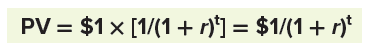 PV = $1 × [1/(1 + r)ᵗ] = $1/(1 + r)ᵗ